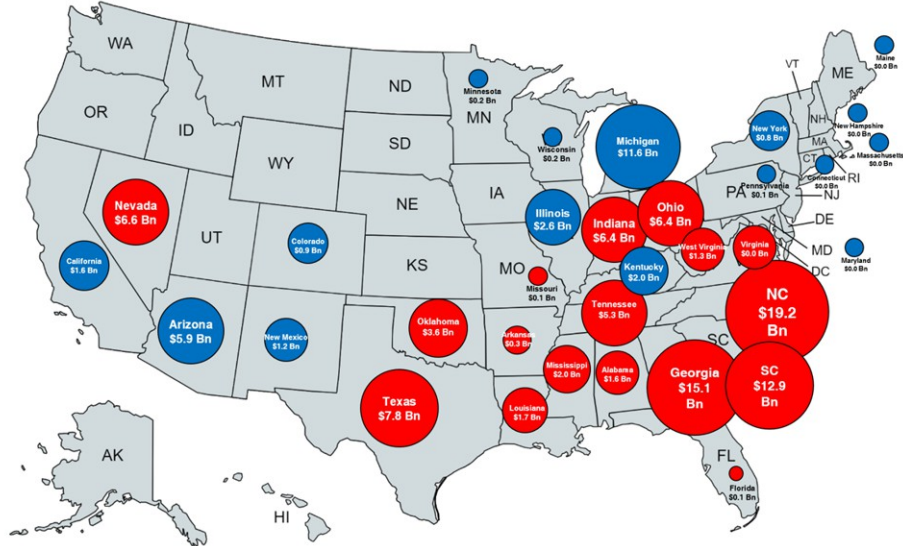 WA
MT
ND
Minnesota
$0.2 Bn
MN
VT
ME
Maine
$0.0 Bn
OR
ID
SD
Wisconsin
$0.2 Bn
Michigan
$11.6 Bn
New York
$0.8 Bn
NH
New Hampshire
$0.0 Bn
MA
Massachusetts
$0.0 Bn
WY
CT
Connecticut
$0.0 Bn
RI
IA
PA
Pennsylvania
$0.1 Bn
NJ
NE
Nevada
$6.6 Bn
Illinois
$2.6 Bn
Indiana
$6.4 Bn
Ohio
$6.4 Bn
DE
UT
Colorado
$0.9 Bn
California
$1.6 Bn
KS
MO
Missouri
$0.1 Bn
Kentucky
$2.0 Bn
West Virginia
$1.3 Bn
Virginia
$0.0 Bn
MD
Maryland
$0.0 Bn
DC
Arizona
$5.9 Bn
New Mexico
$1.2 Bn
Oklahoma
$3.6 Bn
Arkansas
$0.3 Bn
Tennessee
$5.3 Bn
NC
$19.2
Bn
SC
Mississippi
$2.0 Bn
Alabama
$1.6 Bn
Georgia
$15.1
Bn
SC
$12.9
Bn
Texas
$7.8 Bn
Louisiana
$1.7 Bn
AK
HI
FL
Florida
$0.1 Bn